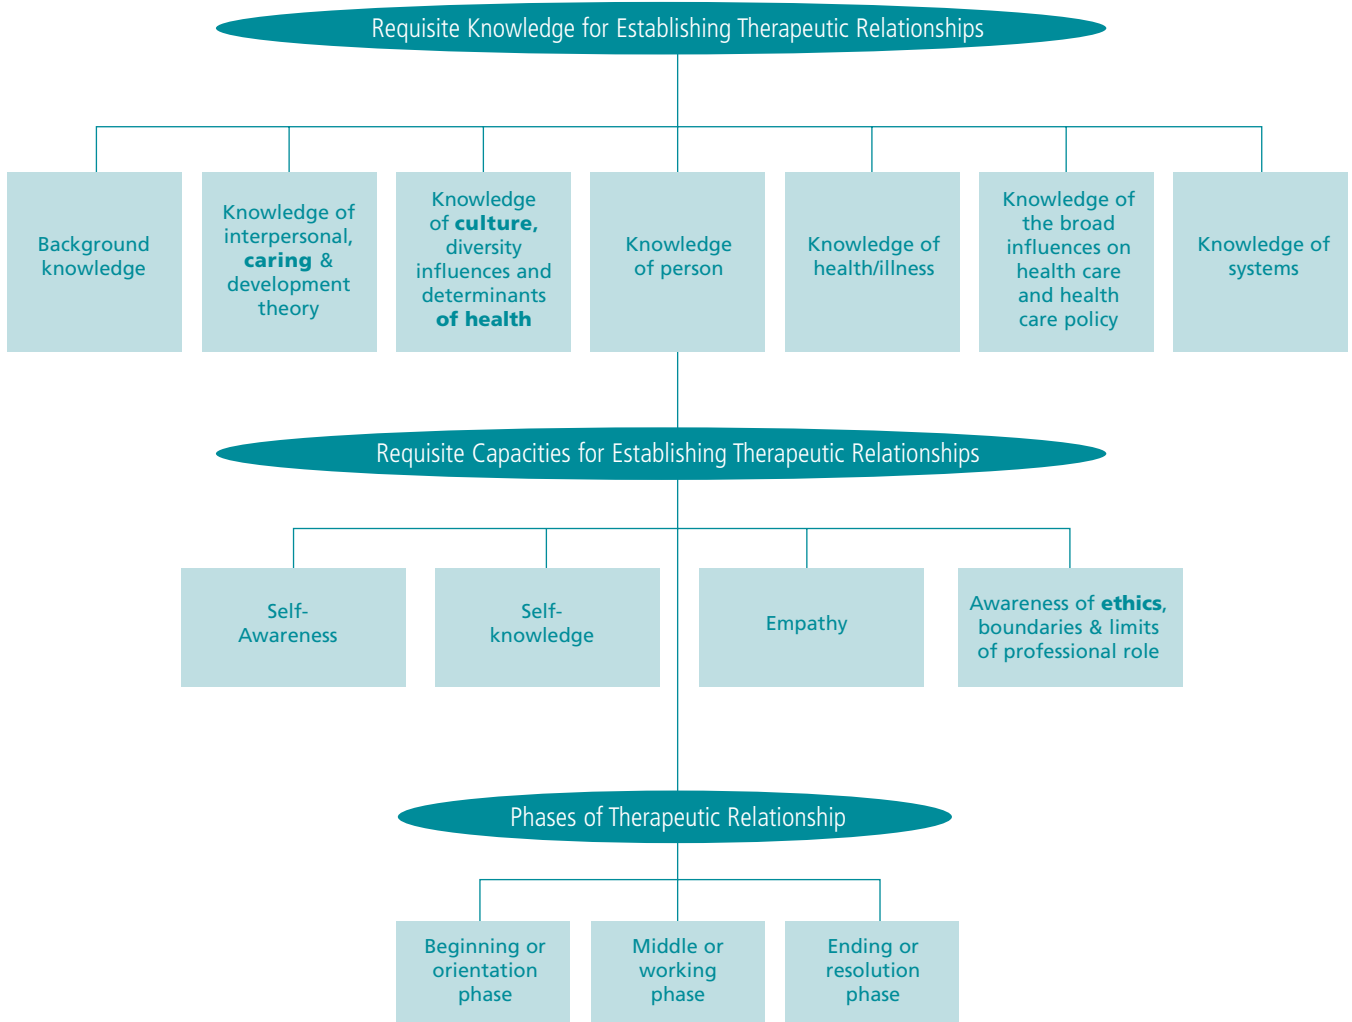 Requisite Knowledge for Establishing Therapeutic Relationships
Background
knowledge
Knowledge of
interpersonal,
caring &
development
theory
Knowledge
of culture,
diversity
influences and
determinants
of health
Knowledge
of person
Knowledge of
health/illness
Knowledge of
the broad
influences on
health care
and health
care policy
Knowledge of
systems
Requisite Capacities for Establishing Therapeutic Relationships
Self-
Awareness
Self-
knowledge
Empathy
Awareness of ethics,
boundaries & limits
of professional role
Phases of Therapeutic Relationship
Beginning or
orientation
phase
Middle or
working
phase
Ending or
resolution
phase